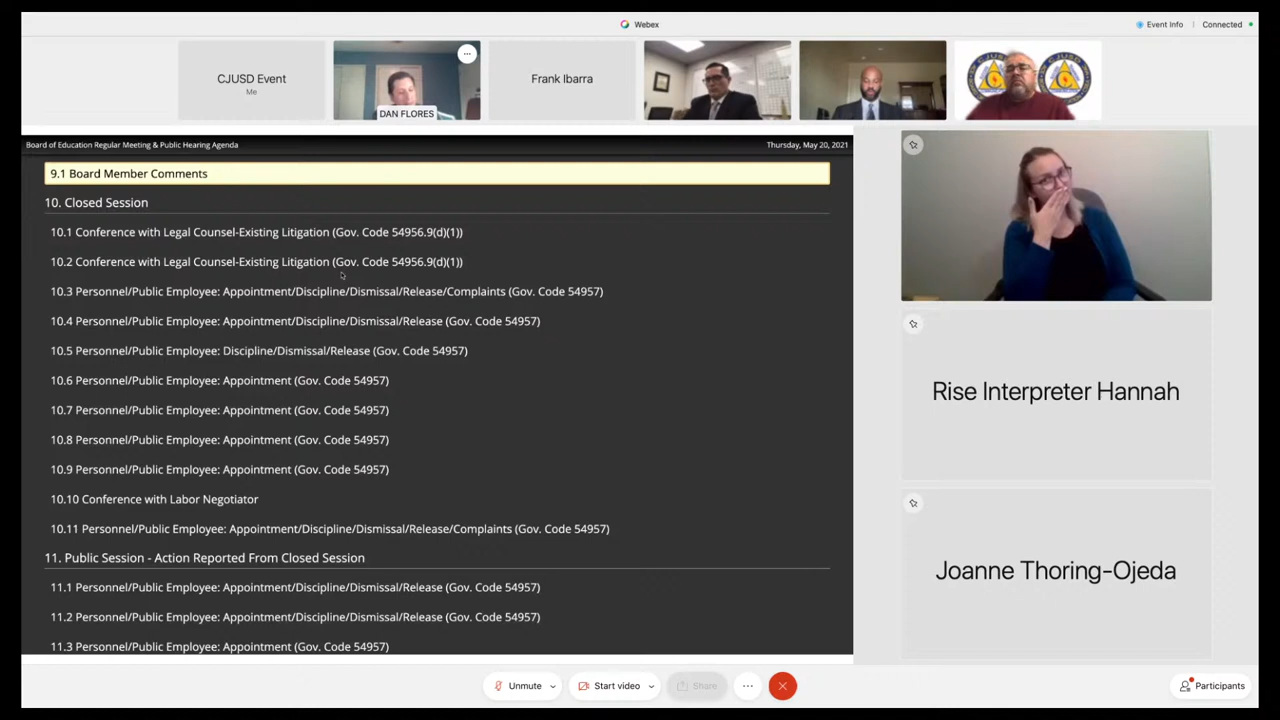 Webex
Event Info
Connected
CJUSD Event
Me
DAN FLORES
Frank Ibarra
Board of Education Regular Meeting & Public Hearing Agenda
Thursday, May 20, 2021
9.1 Board Member Comments
10. Closed Session
10.1 Conference with Legal Counsel-Existing Litigation (Gov. Code 54956.9(d)(1))
10.2 Conference with Legal Counsel-Existing Litigation (Gov. Code 54956.9(d)(1))
10.3 Personnel/Public Employee: Appointment/Discipline/Dismissal/Release/Complaints (Gov. Code 54957)
10.4 Personnel/Public Employee: Appointment/Discipline/Dismissal/Release (Gov. Code 54957)
10.5 Personnel/Public Employee: Discipline/Dismissal/Release (Gov. Code 54957)
10.6 Personnel/Public Employee: Appointment (Gov. Code 54957)
10.7 Personnel/Public Employee: Appointment (Gov. Code 54957)
10.8 Personnel/Public Employee: Appointment (Gov. Code 54957)
10.9 Personnel/Public Employee: Appointment (Gov. Code 54957)
10.10 Conference with Labor Negotiator
10.11 Personnel/Public Employee: Appointment/Discipline/Dismissal/Release/Complaints (Gov. Code 54957)
11. Public Session - Action Reported From Closed Session
11.1 Personnel/Public Employee: Appointment/Discipline/Dismissal/Release (Gov. Code 54957)
11.2 Personnel/Public Employee: Appointment/Discipline/Dismissal/Release (Gov. Code 54957)
11.3 Personnel/Public Employee: Appointment (Gov. Code 54957)
Rise Interpreter Hannah
Joanne Thoring-Ojeda
Unmute
Start video
Share
Participants